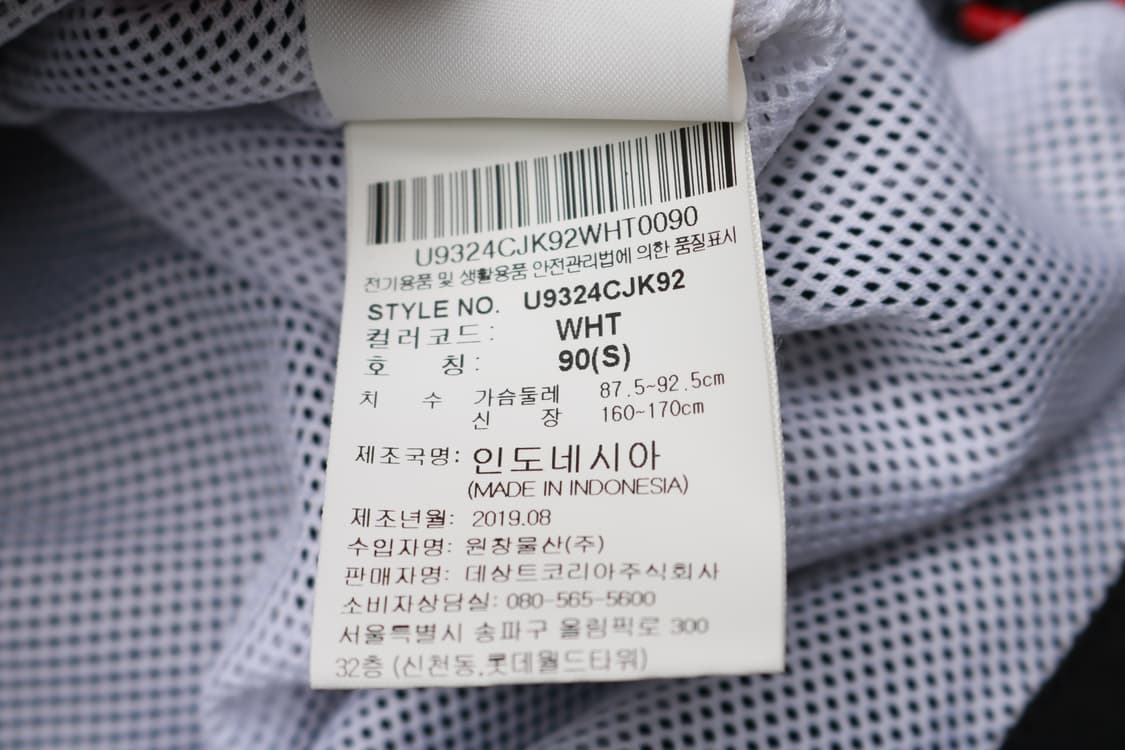 U9324CJK92WHT0090
전기용품 및 생활용품 안전관리법에 의한 품질표시
STYLE NO. U9324CJK92
컬러코드: WHT
호 칭: 90(S)
치 수 가슴둘레 87.5~92.5cm
신 장 160~170cm
제조국명: 인도네시아
(MADE IN INDONESIA)
제조년월: 2019.08
수입자명: 원창물산(주)
판매자명: 데상트코리아주식회사
소비자상담실: 080-565-5600
서울특별시 송파구 올림픽로 300
32층 (신천동,롯데월드타워)